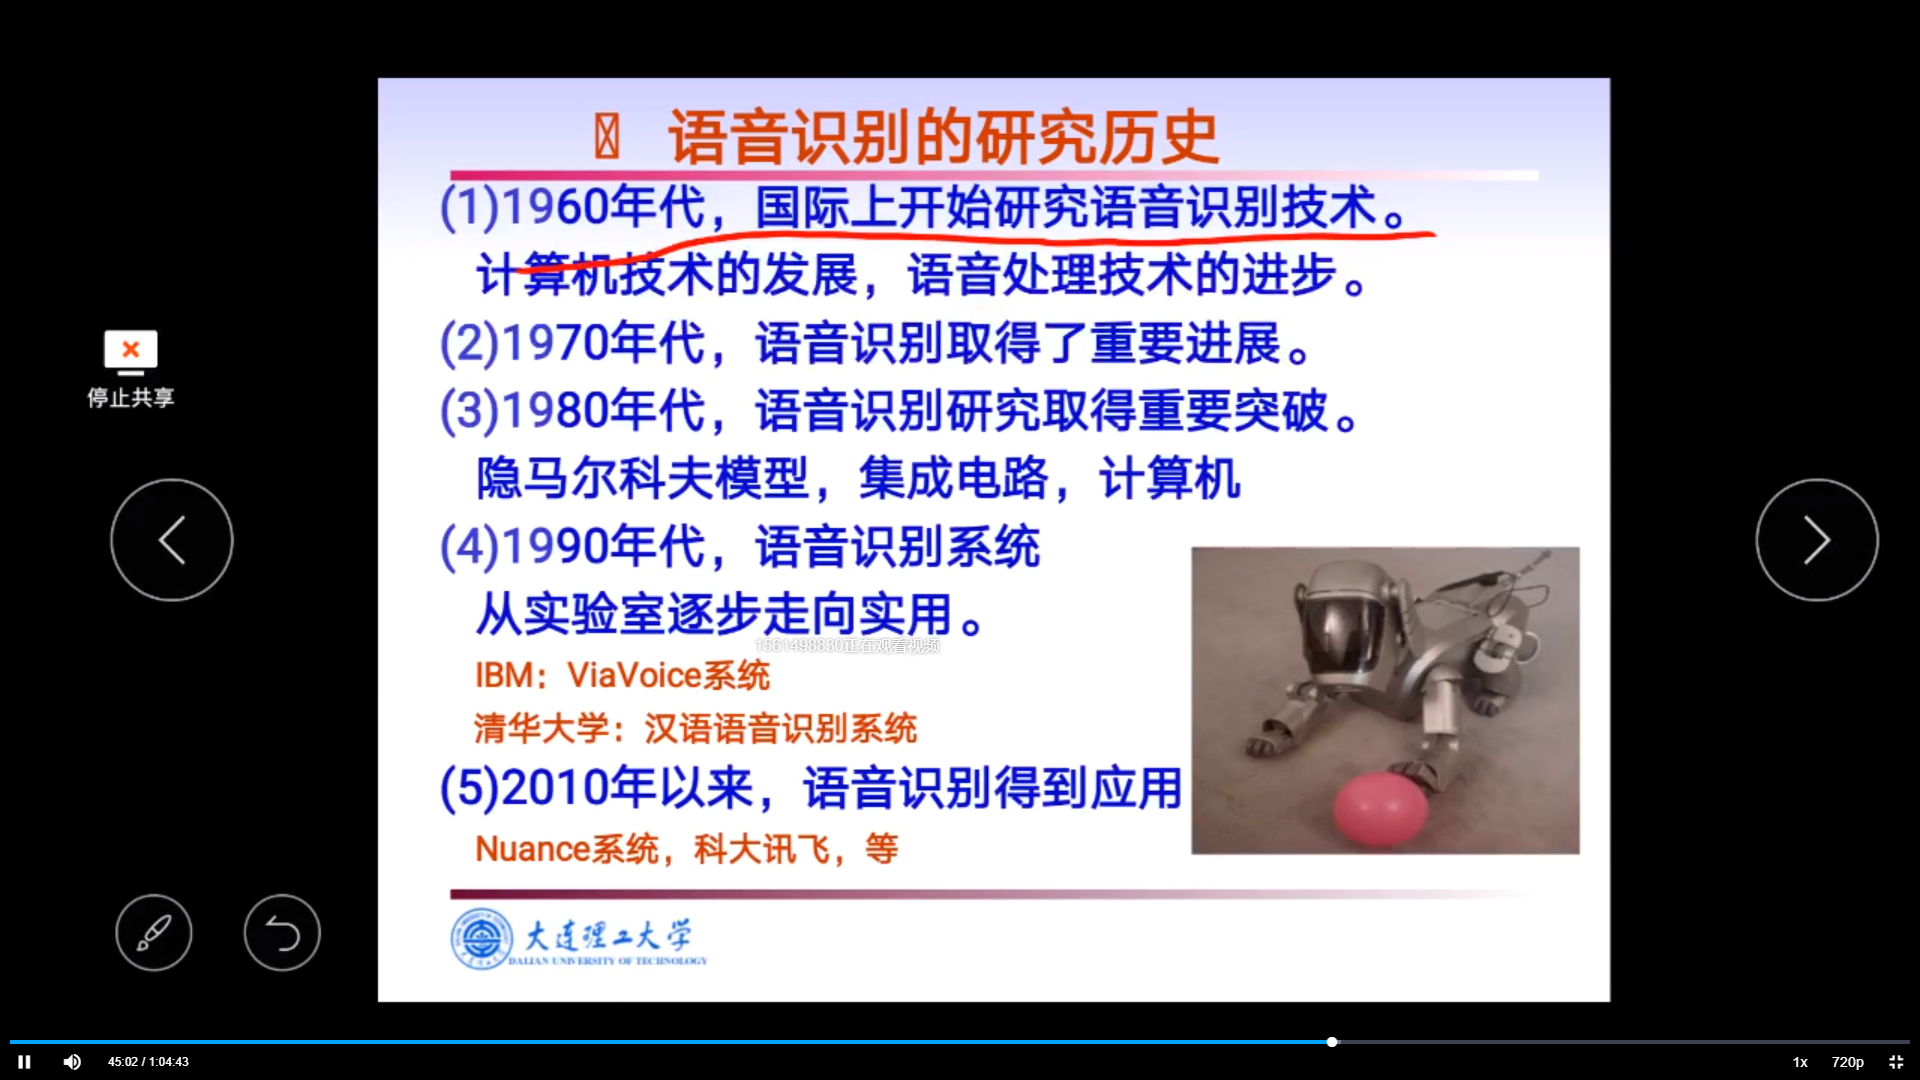 语音识别的研究历史
(1)1960年代，国际上开始研究语音识别技术。
计算机技术的发展，语音处理技术的进步。
(2)1970年代，语音识别取得了重要进展。
(3)1980年代，语音识别研究取得重要突破。
隐马尔科夫模型，集成电路，计算机
(4)1990年代，语音识别系统
从实验室逐步走向实用。
1561498830正在观看视频
IBM：ViaVoice系统
清华大学：汉语语音识别系统
(5)2010年以来，语音识别得到应用
Nuance系统，科大讯飞，等
大连理工大学
DALIAN UNIVERSITY OF TECHNOLOGY
停止共享
45:02 / 1:04:43
1x
720p